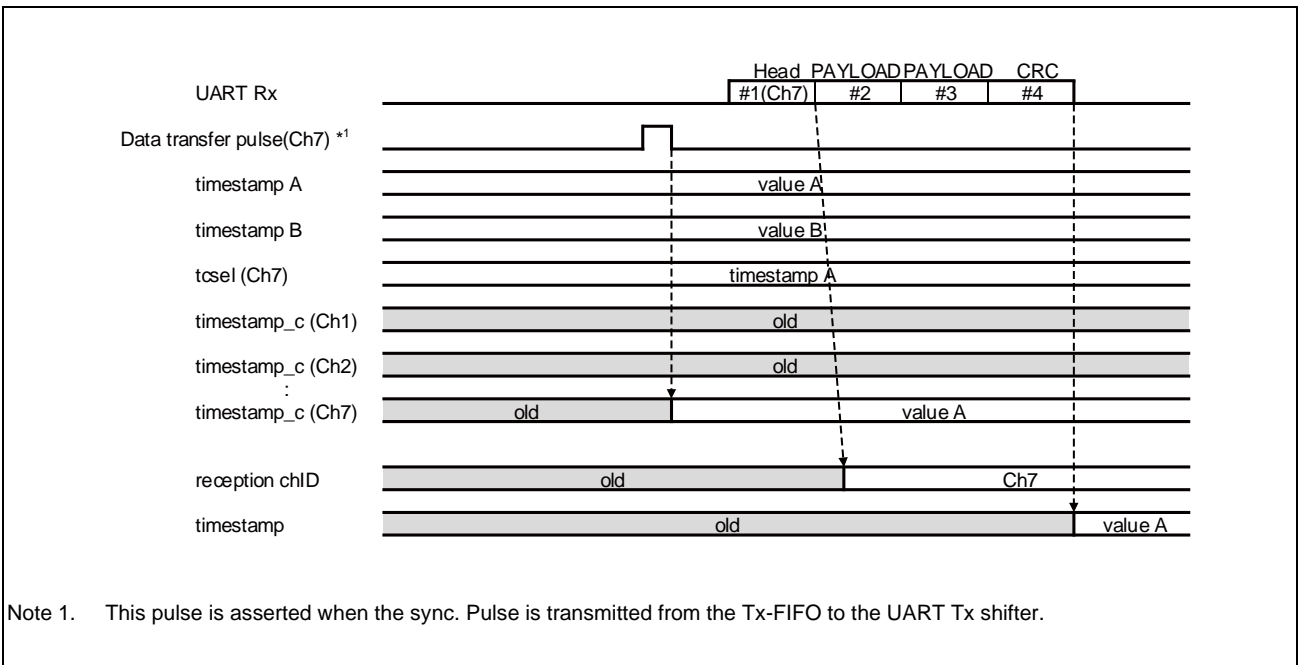 Head PAYLOAD PAYLOAD CRC
UART Rx #1(Ch7) #2 #3 #4
Data transfer pulse(Ch7) *1
timestamp A value A
timestamp B value B
tcsel (Ch7) timestamp A
timestamp_c (Ch1) old
timestamp_c (Ch2) old
:
timestamp_c (Ch7) old value A
reception chID old Ch7
timestamp old value A
Note 1. This pulse is asserted when the sync. Pulse is transmitted from the Tx-FIFO to the UART Tx shifter.